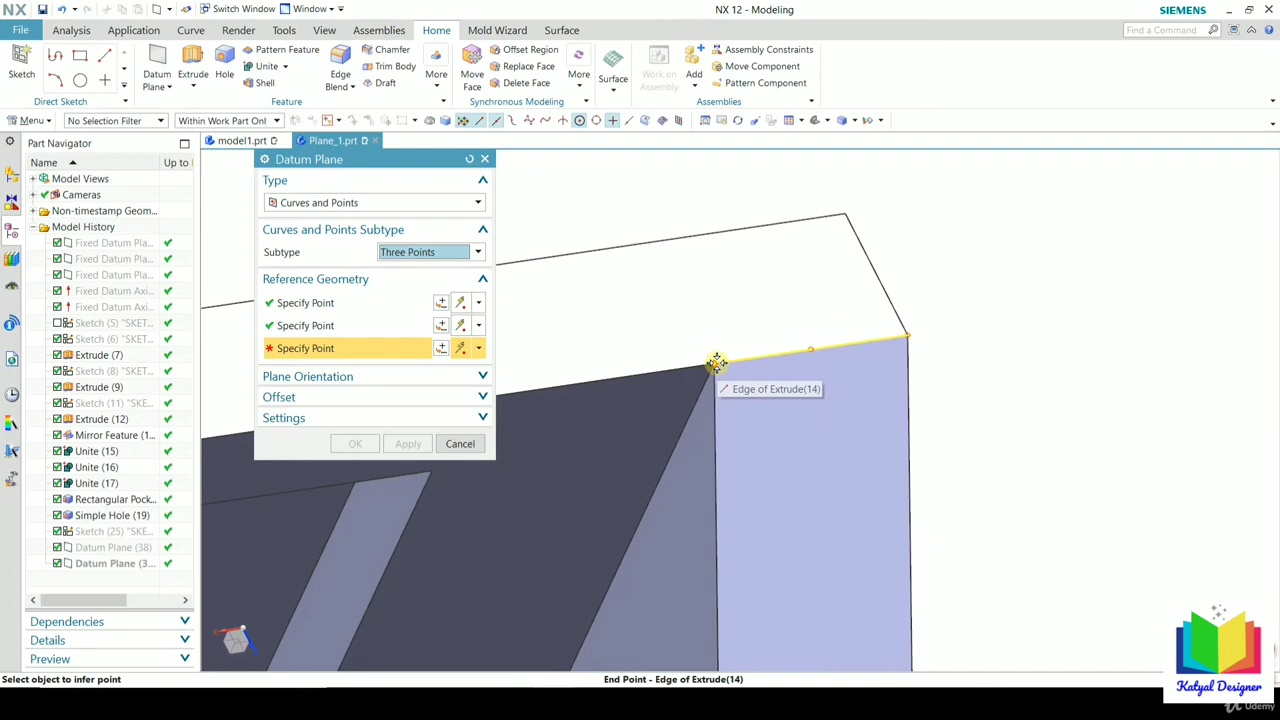 NX
Switch Window
Window
NX 12 - Modeling
SIEMENS
File
Analysis
Application
Curve
Render
Tools
View
Assemblies
Home
Mold Wizard
Surface
Find a Command
Sketch
Direct Sketch
Datum Plane
Extrude
Hole
Pattern Feature
Unite
Shell
Edge Blend
Chamfer
Trim Body
Draft
More
Feature
Move Face
Offset Region
Replace Face
Delete Face
More
Synchronous Modeling
Surface
Work on Assembly
Add
Assembly Constraints
Move Component
Pattern Component
Assemblies
Menu
No Selection Filter
Within Work Part Onl
Part Navigator
Name
Up to
Model Views
Cameras
Non-timestamp Geom...
Model History
Fixed Datum Pla...
Fixed Datum Pla...
Fixed Datum Pla...
Fixed Datum Axi...
Fixed Datum Axi...
Sketch (5) "SKET...
Sketch (6) "SKET...
Extrude (7)
Sketch (8) "SKET...
Extrude (9)
Sketch (11) "SKE...
Extrude (12)
Mirror Feature (1...
Unite (15)
Unite (16)
Unite (17)
Rectangular Pock...
Simple Hole (19)
Sketch (25) "SKE...
Datum Plane (38)
Datum Plane (3...
Dependencies
Details
Preview
model1.prt
Plane_1.prt
Datum Plane
Type
Curves and Points
Curves and Points Subtype
Subtype
Three Points
Reference Geometry
Specify Point
Specify Point
Specify Point
Plane Orientation
Offset
Settings
OK
Apply
Cancel
Edge of Extrude(14)
Select object to infer point
End Point - Edge of Extrude(14)
Katyal Designer
Udemy